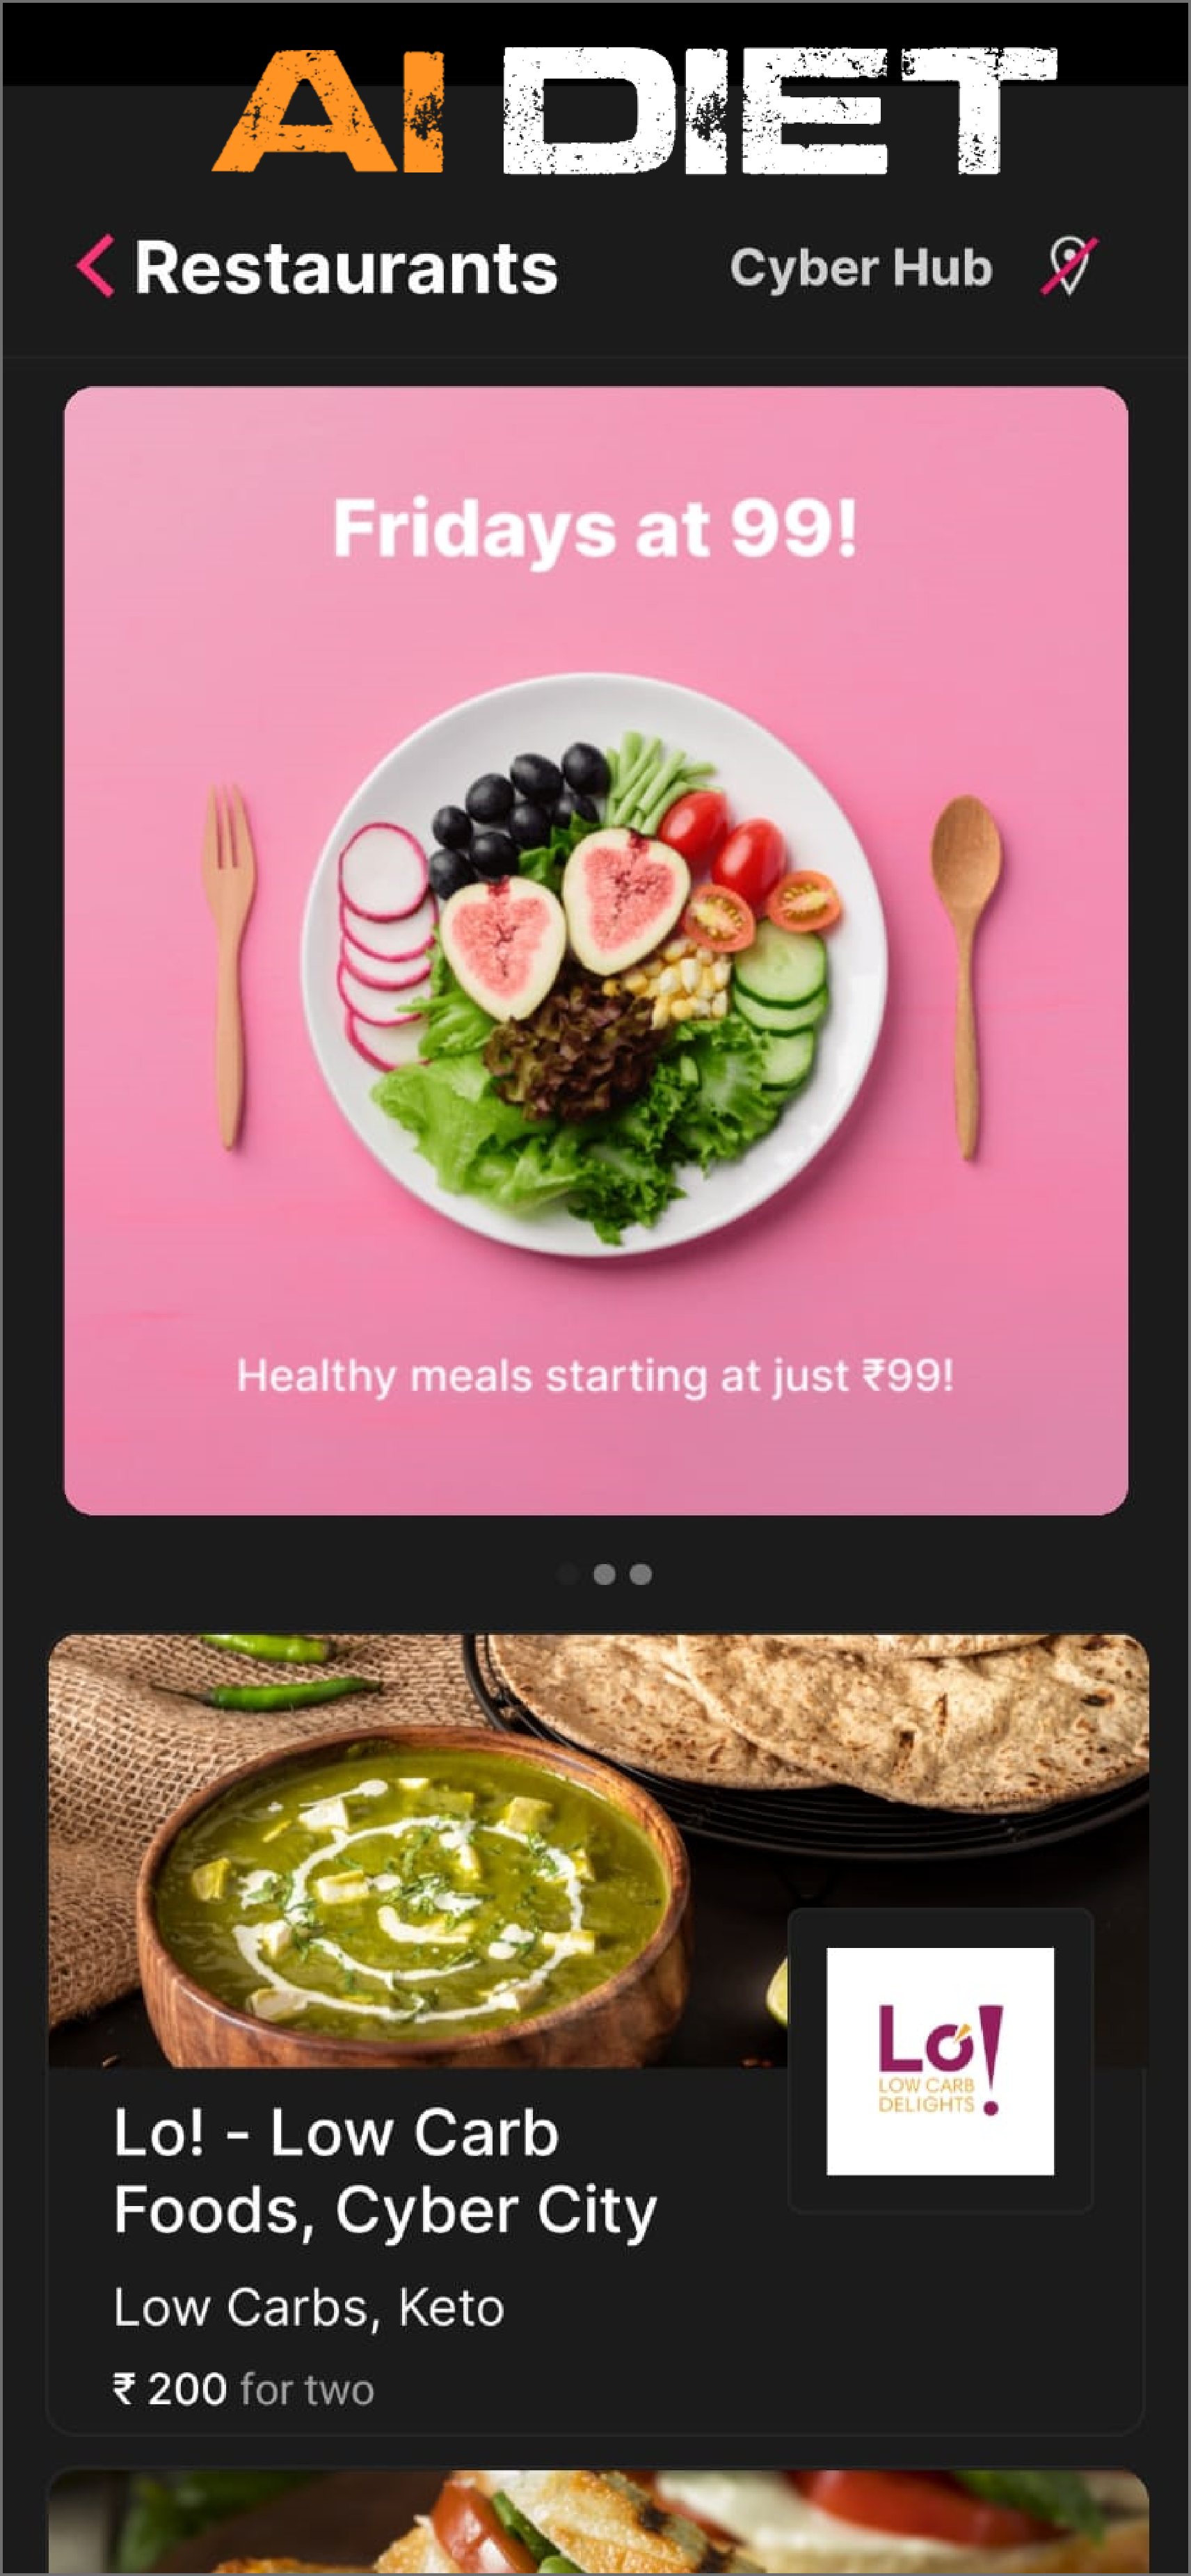 AI DIET
Restaurants
Cyber Hub
Fridays at 99!
Healthy meals starting at just ₹99!
Lo!
LOW CARB
DELIGHTS
Lo! - Low Carb
Foods, Cyber City
Low Carbs, Keto
₹ 200 for two